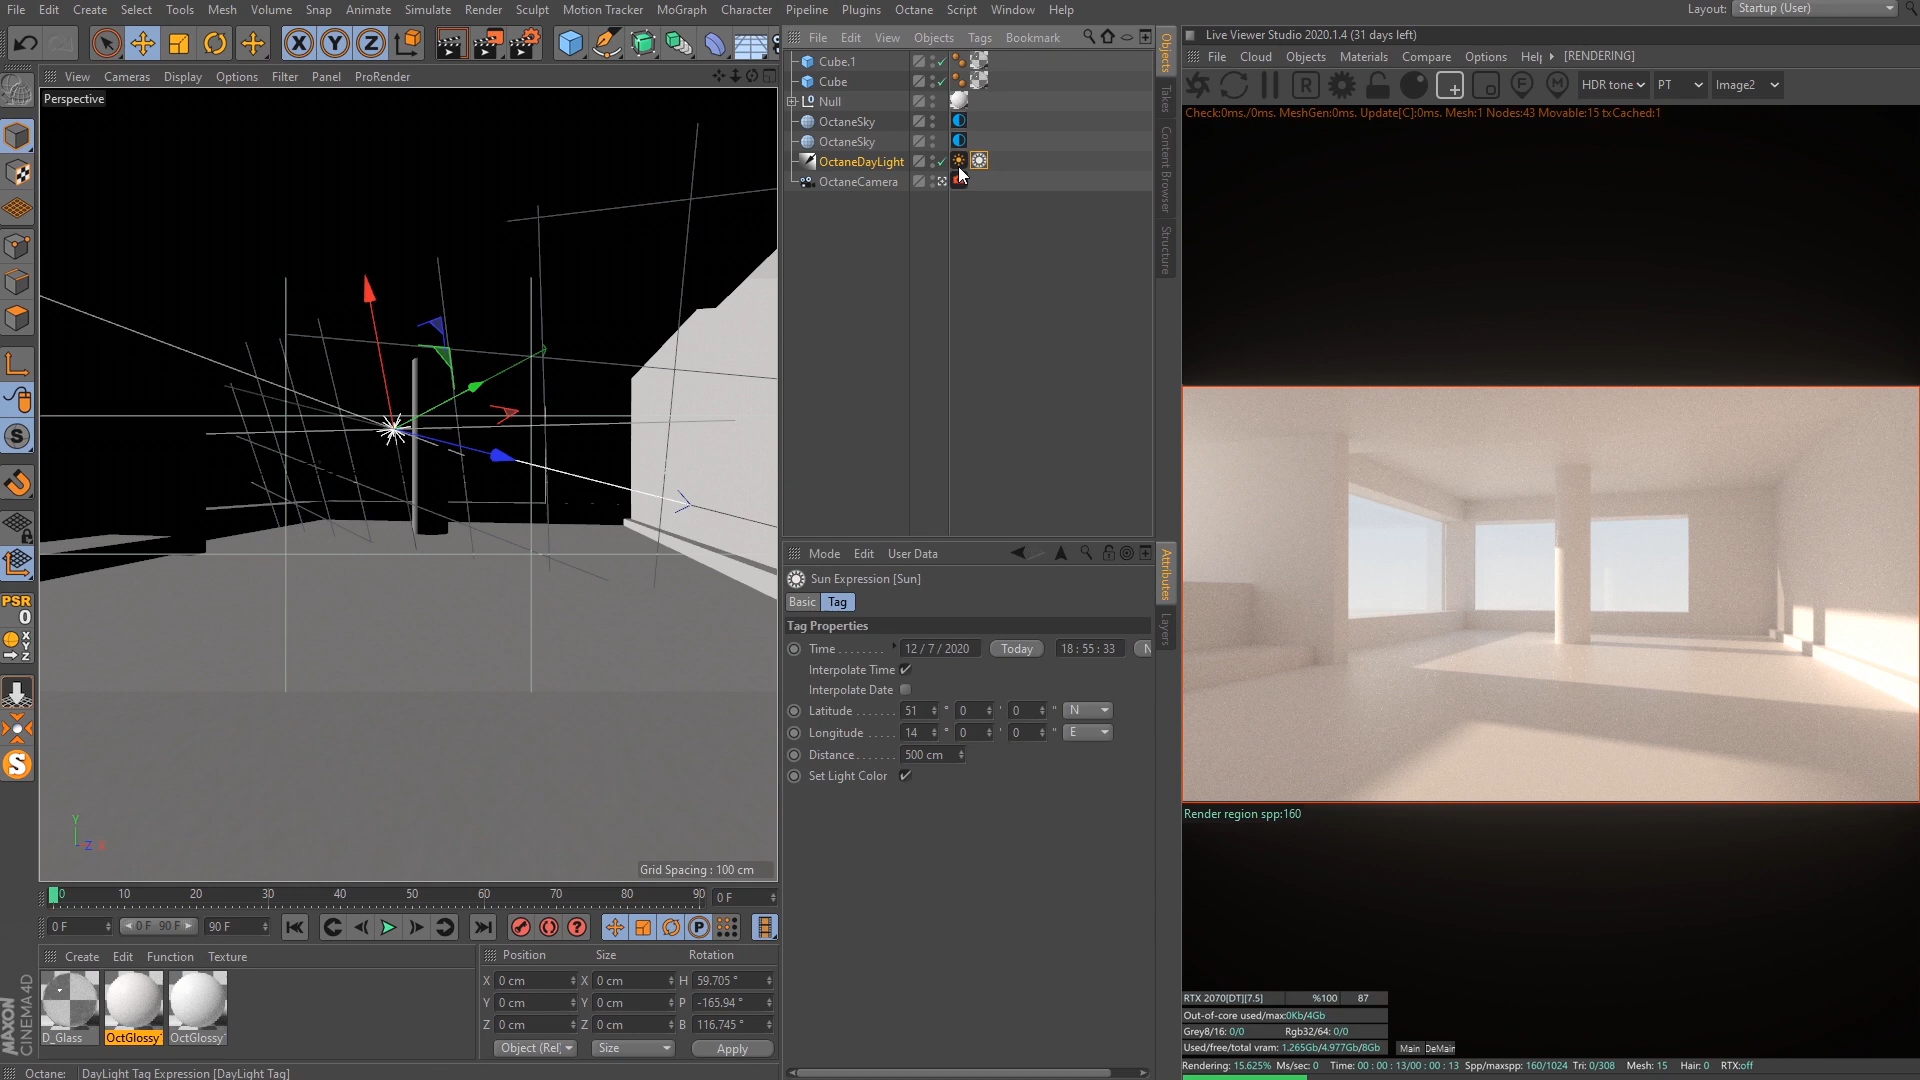 File Edit Create Select Tools Mesh Volume Snap Animate Simulate Render Sculpt Motion Tracker MoGraph Character Pipeline Plugins Octane Script Window Help
Layout: Startup (User)
View Cameras Display Options Filter Panel ProRender
Perspective
Grid Spacing : 100 cm
PSR
0
X
Y
Z
File Edit View Objects Tags Bookmark
Cube.1
Cube
Null
OctaneSky
OctaneSky
OctaneDayLight
OctaneCamera
Objects
Takes
Content Browser
Structure
Mode Edit User Data
Sun Expression [Sun]
Basic Tag
Tag Properties
Time 12 / 7 / 2020 Today 18 : 55 : 33 N
Interpolate Time
Interpolate Date
Latitude 51 ° 0 ' 0 " N
Longitude 14 ° 0 ' 0 " E
Distance 500 cm
Set Light Color
Attributes
Layers
Live Viewer Studio 2020.1.4 (31 days left)
File Cloud Objects Materials Compare Options Help [RENDERING]
HDR tone PT Image2
Check:0ms./0ms. MeshGen:0ms. Update[C]:0ms. Mesh:1 Nodes:43 Movable:15 txCached:1
Render region spp:160
RTX 2070[DT][7.5] %100 87
Out-of-core used/max:0Kb/4Gb
Grey8/16: 0/0 Rgb32/64: 0/0
Used/free/total vram: 1.265Gb/4.977Gb/8Gb Main DeMain
Rendering: 15.625% Ms/sec: 0 Time: 00 : 00 : 13/00 : 00 : 13 Spp/maxspp: 160/1024 Tri: 0/308 Mesh: 15 Hair: 0 RTX:off
0 10 20 30 40 50 60 70 80 90 0 F
0 F 0 F 90 F 90 F
Create Edit Function Texture
D_Glass OctGlossy OctGlossy
Position Size Rotation
X 0 cm X 0 cm H 59.705 °
Y 0 cm Y 0 cm P -165.94 °
Z 0 cm Z 0 cm B 116.745 °
Object (Rel) Size Apply
MAXON
CINEMA4D
Octane: DayLight Tag Expression [DayLight Tag]